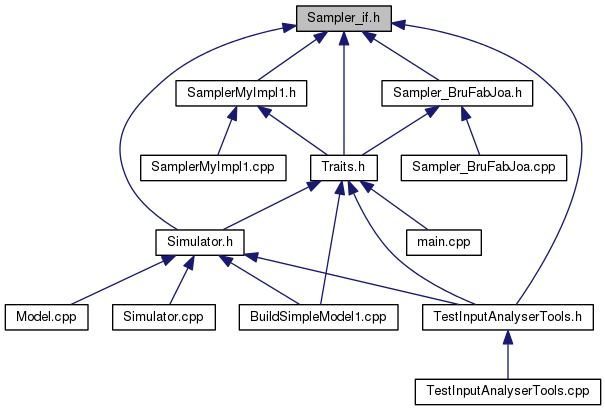 Sampler_if.h
SamplerMyImpl1.h
Sampler_BruFabJoa.h
SamplerMyImpl1.cpp
Traits.h
Sampler_BruFabJoa.cpp
Simulator.h
main.cpp
Model.cpp
Simulator.cpp
BuildSimpleModel1.cpp
TestInputAnalyserTools.h
TestInputAnalyserTools.cpp